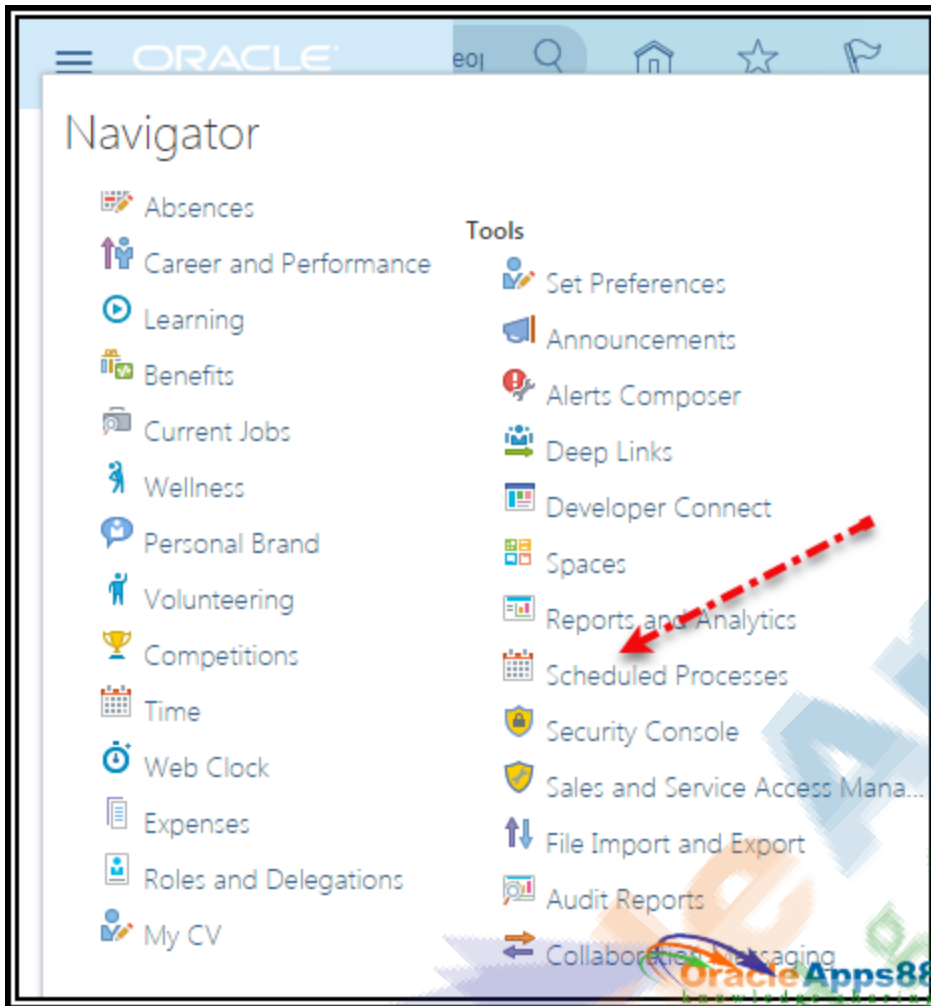 ORACLE
Navigator
Absences
Career and Performance
Learning
Benefits
Current Jobs
Wellness
Personal Brand
Volunteering
Competitions
Time
Web Clock
Expenses
Roles and Delegations
My CV
Tools
Set Preferences
Announcements
Alerts Composer
Deep Links
Developer Connect
Spaces
Reports and Analytics
Scheduled Processes
Security Console
Sales and Service Access Mana...
File Import and Export
Audit Reports
Collaboration Messaging
OracleApps88